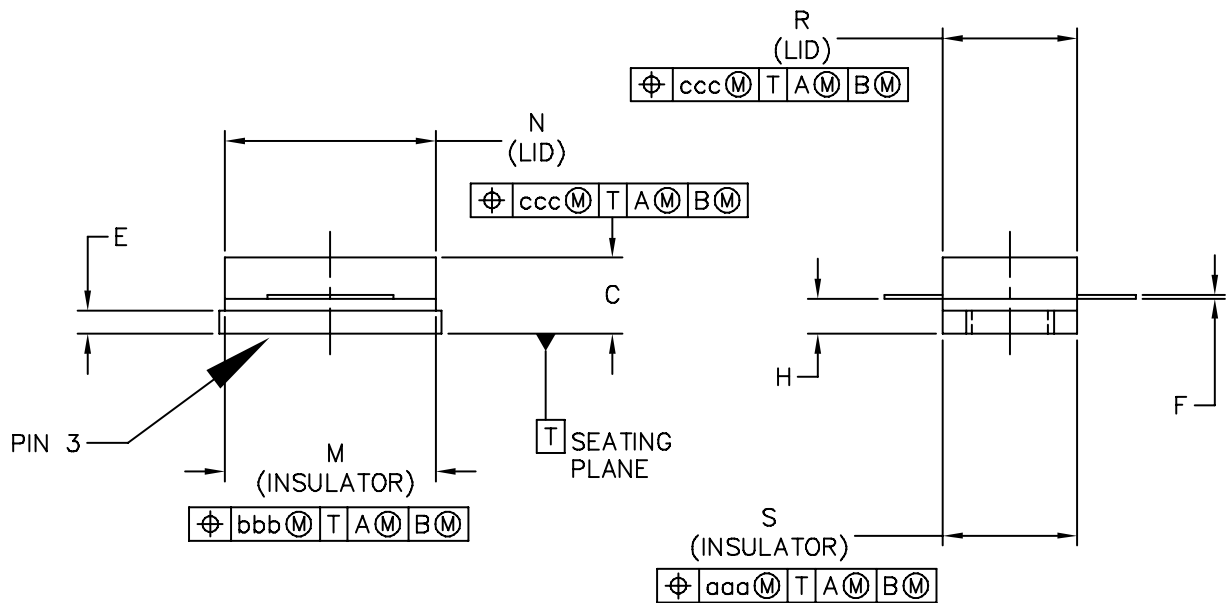 R
(LID)
⌖ ccc Ⓜ T A Ⓜ B Ⓜ
N
(LID)
⌖ ccc Ⓜ T A Ⓜ B Ⓜ
E
C
H
F
PIN 3
T SEATING
PLANE
M
(INSULATOR)
⌖ bbb Ⓜ T A Ⓜ B Ⓜ
S
(INSULATOR)
⌖ aaa Ⓜ T A Ⓜ B Ⓜ